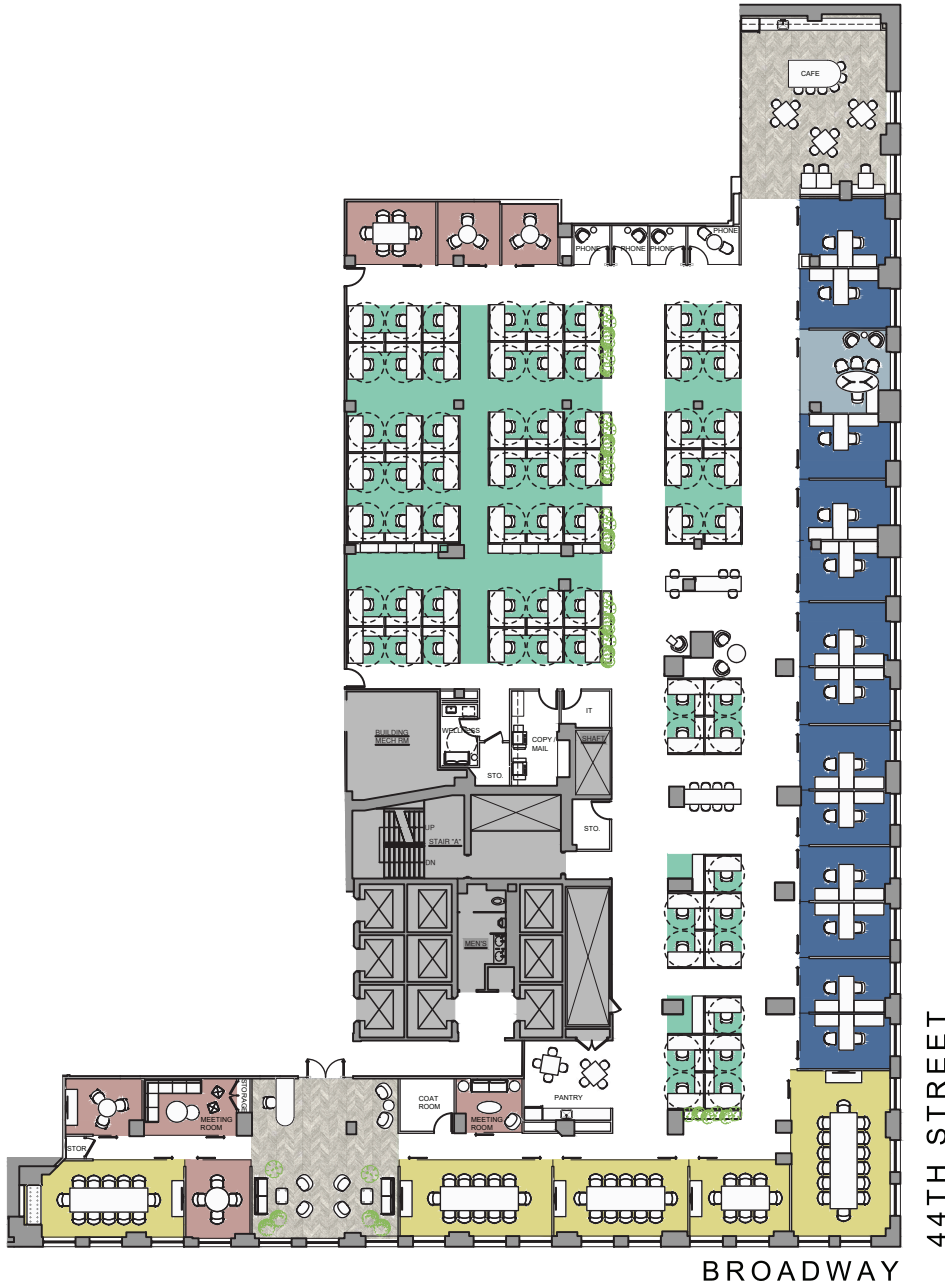 CAFE
PHONE
PHONE
PHONE
PHONE
BUILDING
MECH RM
WELLNESS
STO.
COPY /
MAIL
IT
SHAFT
STO.
UP
STAIR "A"
DN
MEN'S
STORAGE
MEETING
ROOM
COAT
ROOM
MEETING
ROOM
PANTRY
STOR
44TH STREET
BROADWAY